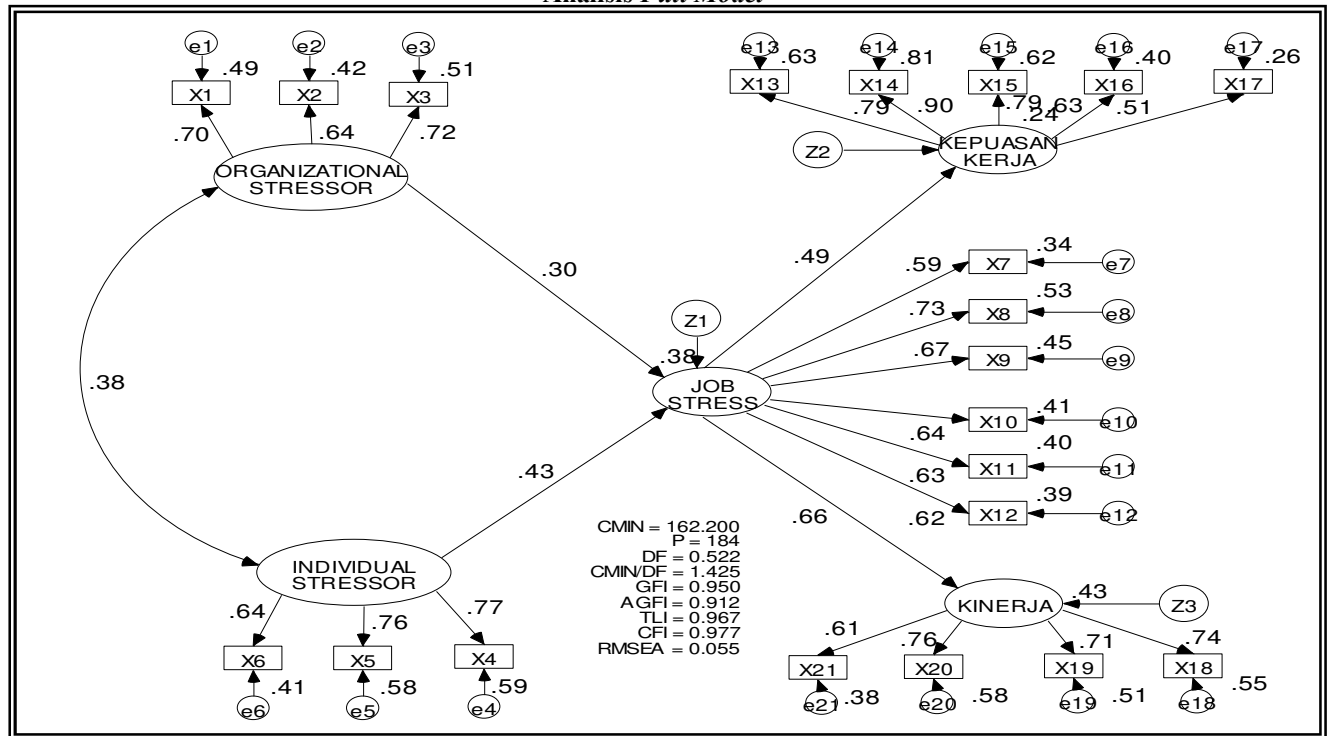 Analisis Full Model
e1
e2
e3
.49
.42
.51
X1
X2
X3
.70
.64
.72
ORGANIZATIONAL
STRESSOR
e13
e14
e15
e16
e17
.63
.81
.62
.40
.26
X13
X14
X15
X16
X17
.79
.90
.79
.63
.51
.24
Z2
KEPUASAN
KERJA
.30
.49
.38
Z1
.38
JOB
STRESS
.59
X7
.34
e7
.73
X8
.53
e8
.67
X9
.45
e9
.64
X10
.41
e10
.63
X11
.40
e11
.62
X12
.39
e12
.43
.66
CMIN = 162.200
P = 184
DF = 0.522
CMIN/DF = 1.425
GFI = 0.950
AGFI = 0.912
TLI = 0.967
CFI = 0.977
RMSEA = 0.055
INDIVIDUAL
STRESSOR
.64
.76
.77
X6
X5
X4
.41
.58
.59
e6
e5
e4
KINERJA
.43
Z3
.61
.76
.71
.74
X21
X20
X19
X18
e21
.38
e20
.58
e19
.51
e18
.55